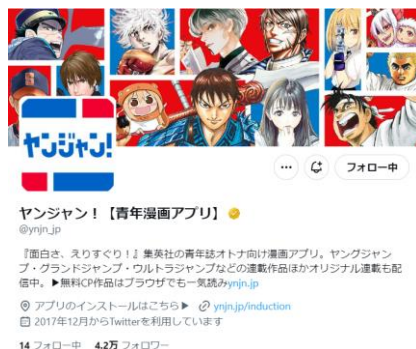 ヤンジャン!
フォロー中
ヤンジャン!【青年漫画アプリ】
@ynjn_jp
『面白さ、えりすぐり!』集英社の青年誌オトナ向け漫画アプリ。ヤングジャン
プ・グランドジャンプ・ウルトラジャンプなどの連載作品ほかオリジナル連載も配
信中。▶無料CP作品はブラウザでも一気読みynjn.jp
アプリのインストールはこちら▶ ynjn.jp/induction
2017年12月からTwitterを利用しています
14 フォロー中 4.2万 フォロワー